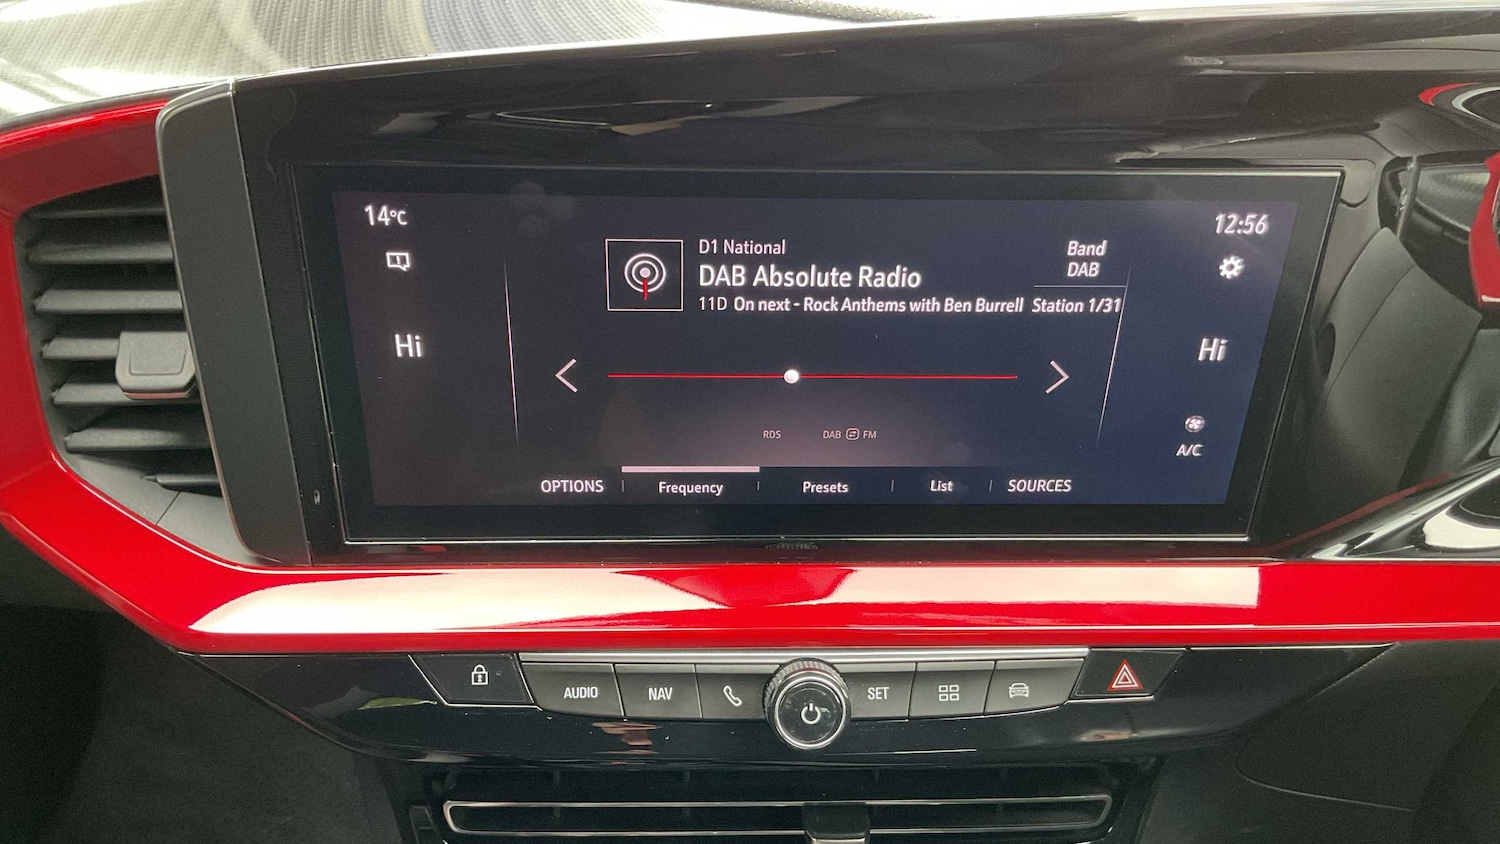 14°C
12:56
D1 National
DAB Absolute Radio
11D On next - Rock Anthems with Ben Burrell
Band
DAB
Station 1/31
Hi
Hi
RDS
DAB FM
A/C
OPTIONS
Frequency
Presets
List
SOURCES
AUDIO
NAV
SET